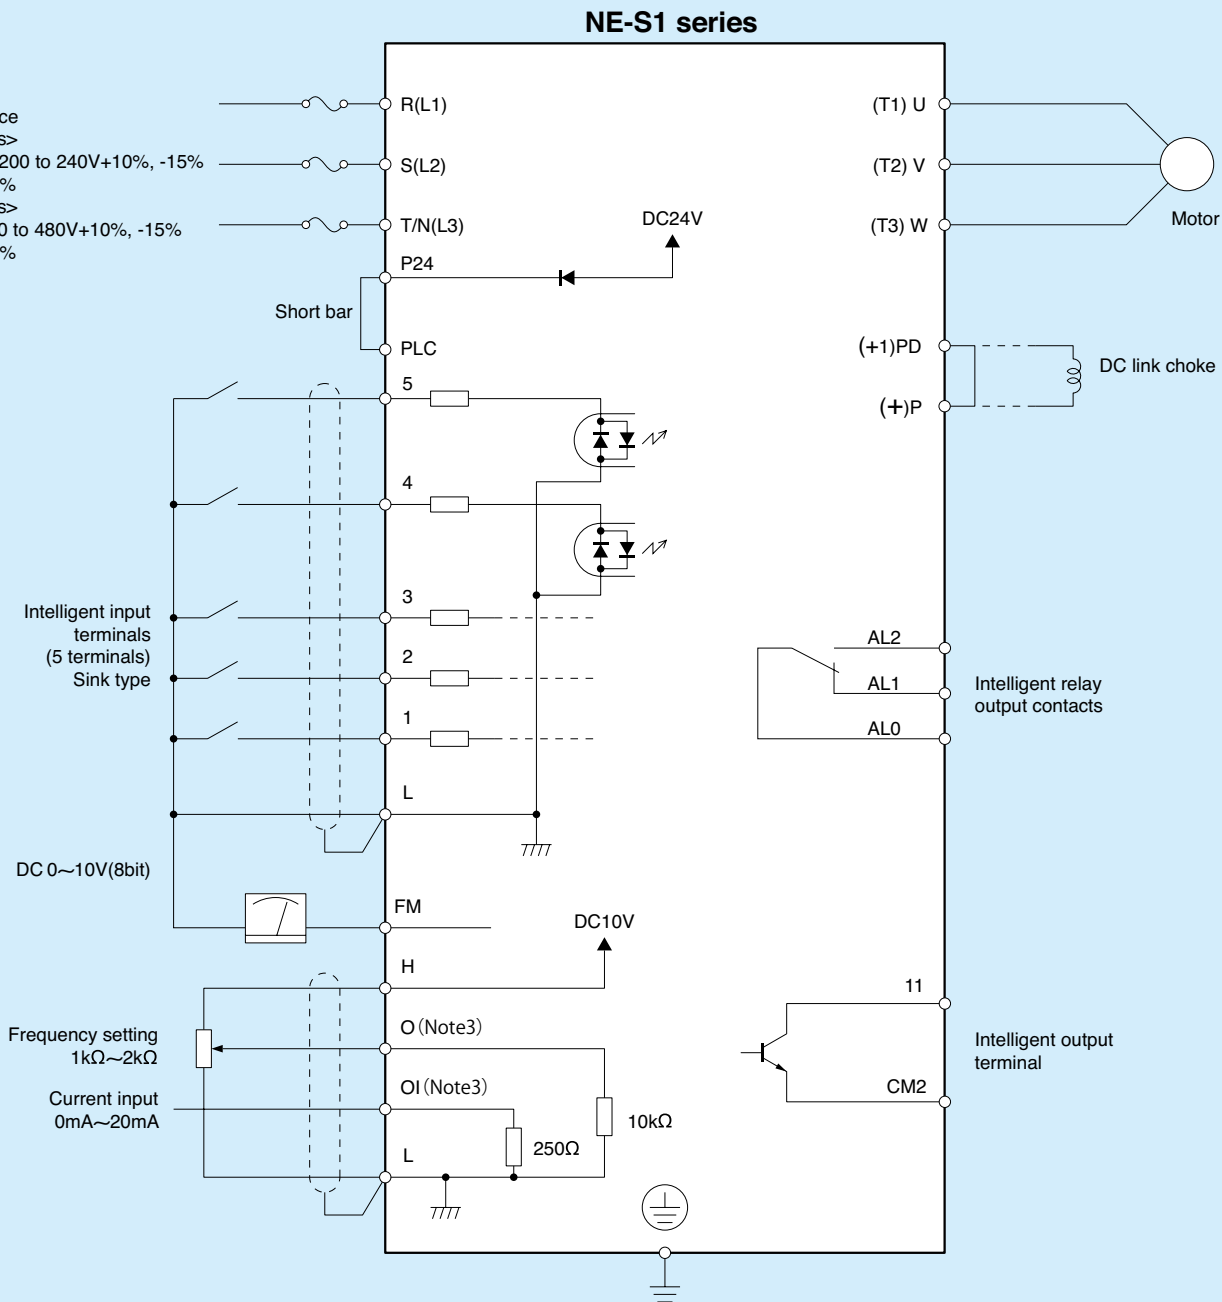 NE-S1 series
ce
s>
200 to 240V+10%, -15%
%
s>
0 to 480V+10%, -15%
%
R(L1)
S(L2)
T/N(L3)
P24
DC24V
Short bar
PLC
(T1) U
(T2) V
(T3) W
Motor
(+1)PD
(+)P
DC link choke
5
4
3
2
1
L
Intelligent input
terminals
(5 terminals)
Sink type
AL2
AL1
AL0
Intelligent relay
output contacts
DC 0~10V(8bit)
FM
DC10V
H
O(Note3)
OI(Note3)
L
Frequency setting
1kΩ~2kΩ
Current input
0mA~20mA
10kΩ
250Ω
11
CM2
Intelligent output
terminal